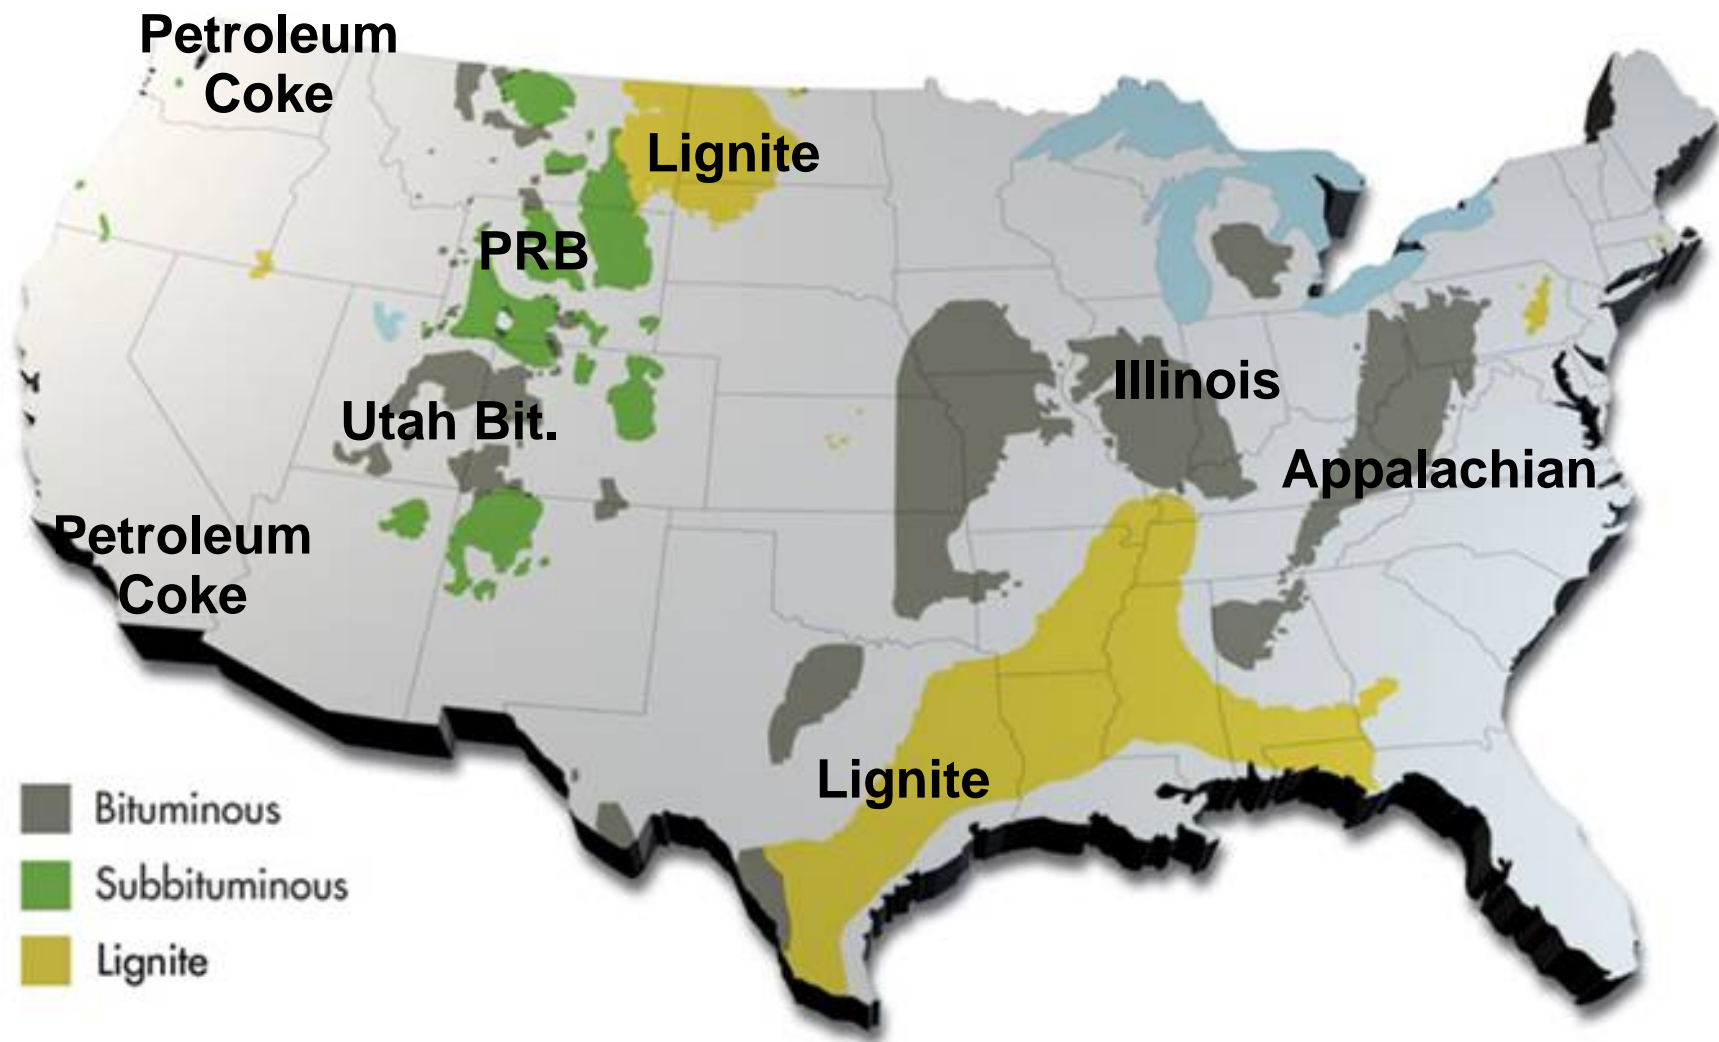 Petroleum
Coke
Lignite
PRB
Illinois
Utah Bit.
Appalachian
Petroleum
Coke
Lignite
Bituminous
Subbituminous
Lignite